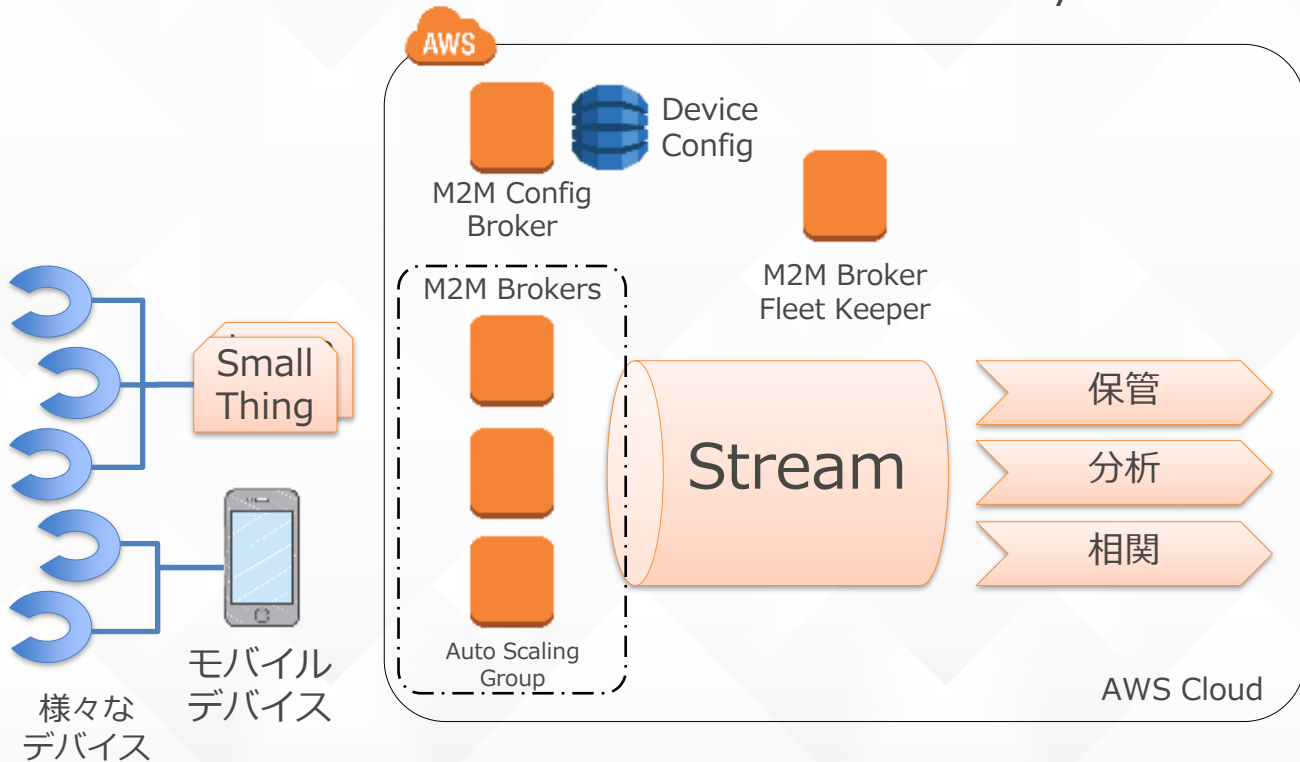 AWS
Device
Config
M2M Config
Broker
M2M Broker
Fleet Keeper
M2M Brokers
Small
Thing
Stream
保管
分析
相関
Auto Scaling
Group
モバイル
デバイス
様々な
デバイス
AWS Cloud